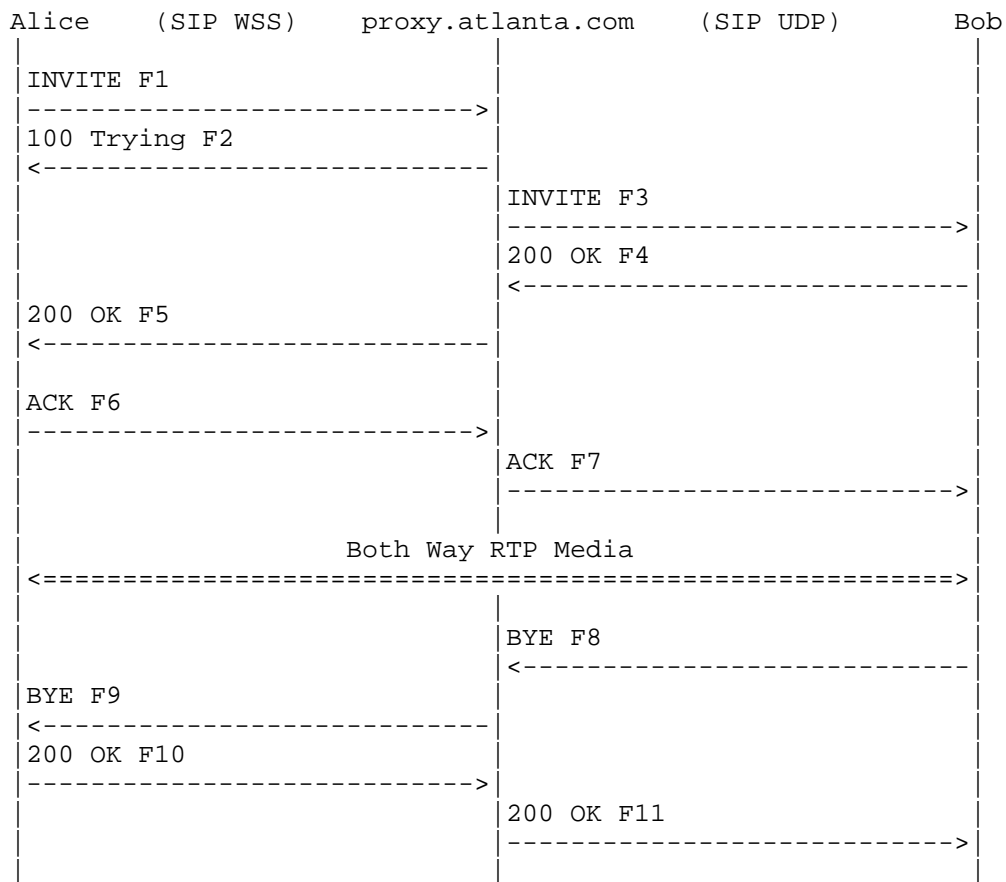 Alice (SIP WSS) proxy.atlanta.com (SIP UDP) Bob
INVITE F1
100 Trying F2
INVITE F3
200 OK F4
200 OK F5
ACK F6
ACK F7
Both Way RTP Media
BYE F8
BYE F9
200 OK F10
200 OK F11